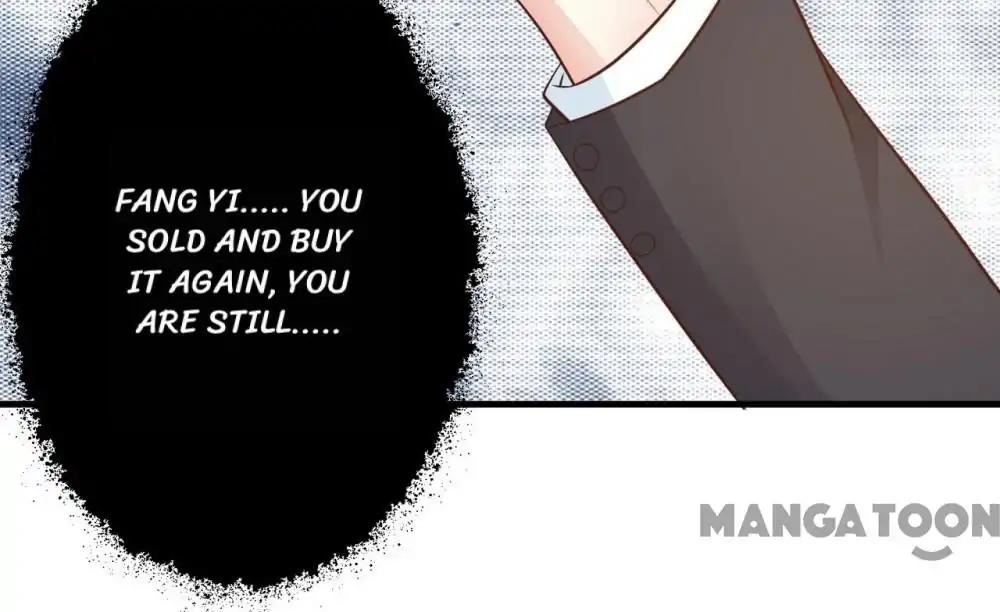 FANG YI..... YOU
SOLD AND BUY
IT AGAIN, YOU
ARE STILL.....
MANGATOON